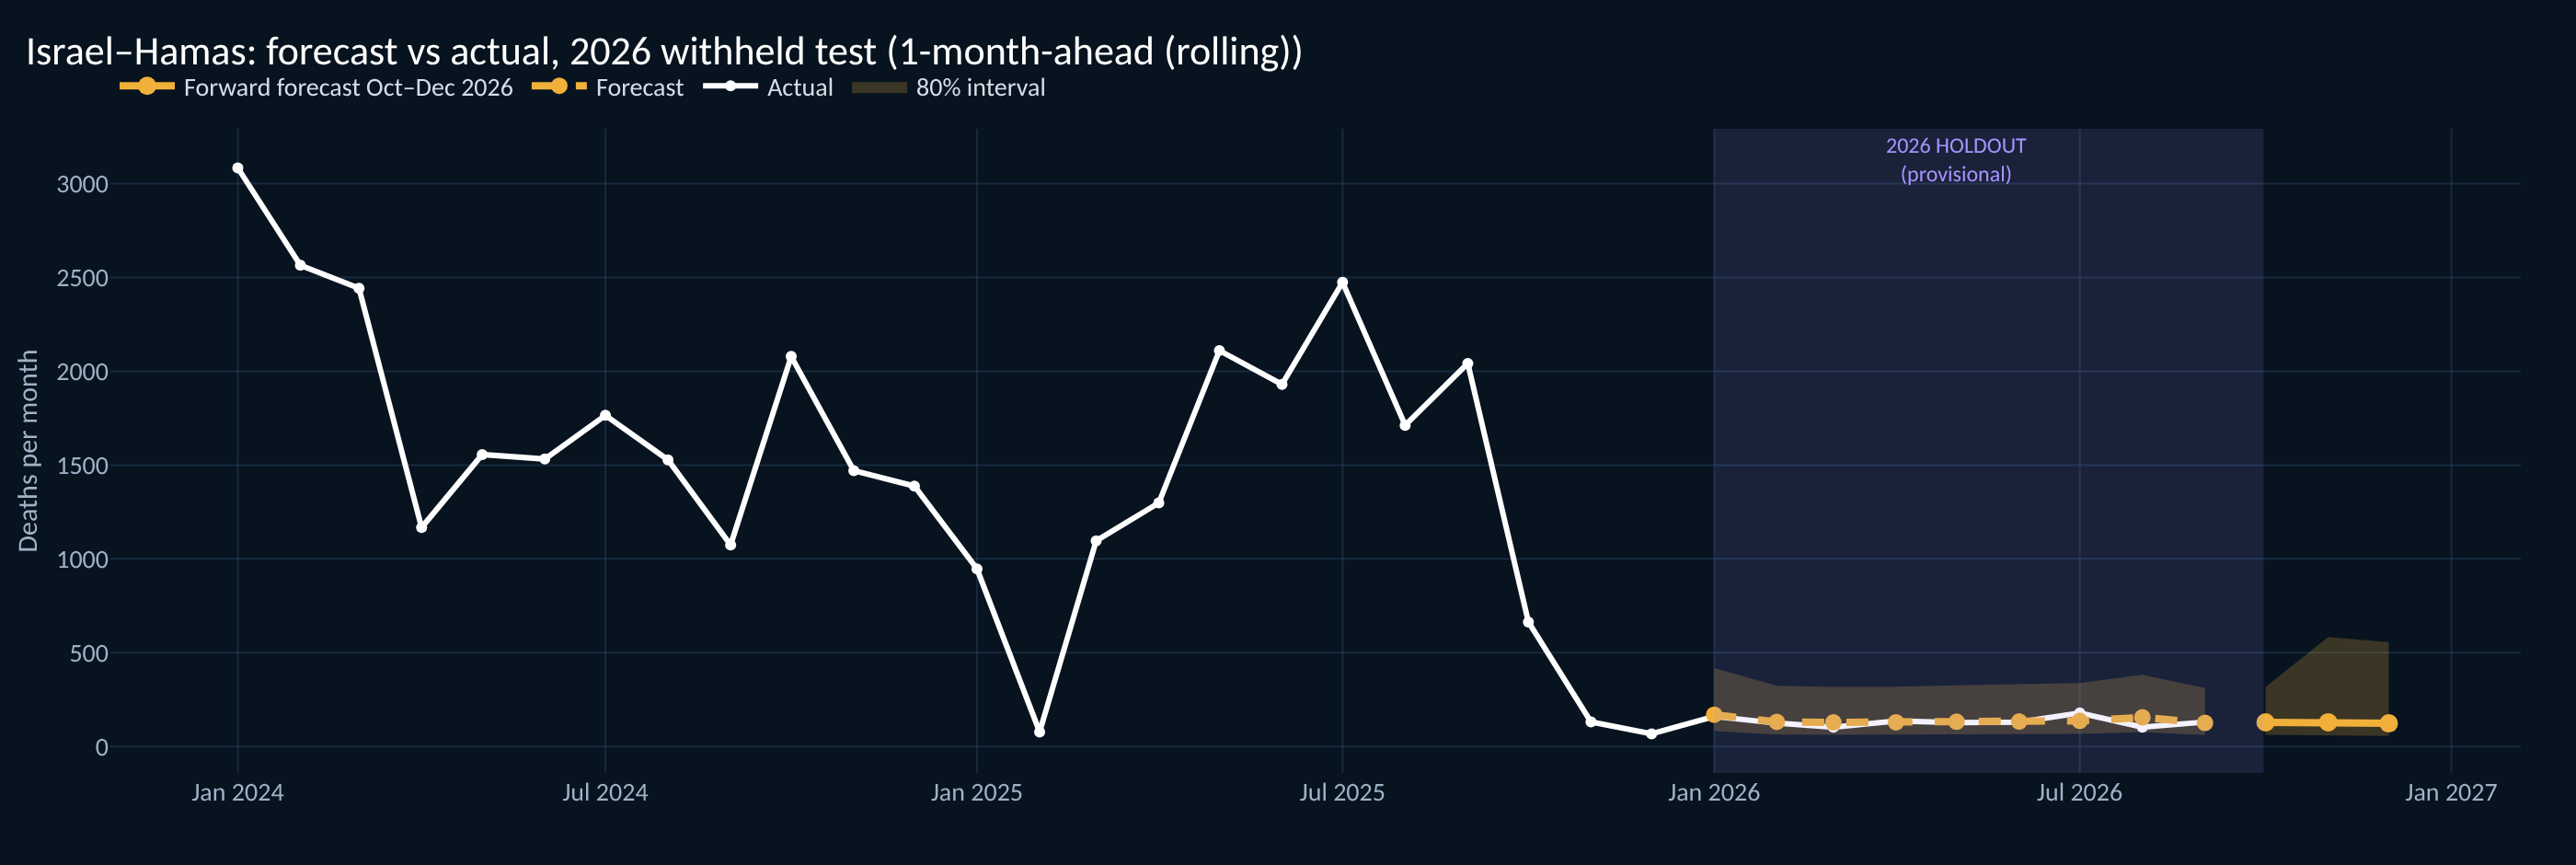 Israel–Hamas: forecast vs actual, 2026 withheld test (1-month-ahead (rolling))
Forward forecast Oct–Dec 2026 Forecast Actual 80% interval
2026 HOLDOUT
(provisional)
Deaths per month
3000
2500
2000
1500
1000
500
0
Jan 2024 Jul 2024 Jan 2025 Jul 2025 Jan 2026 Jul 2026 Jan 2027